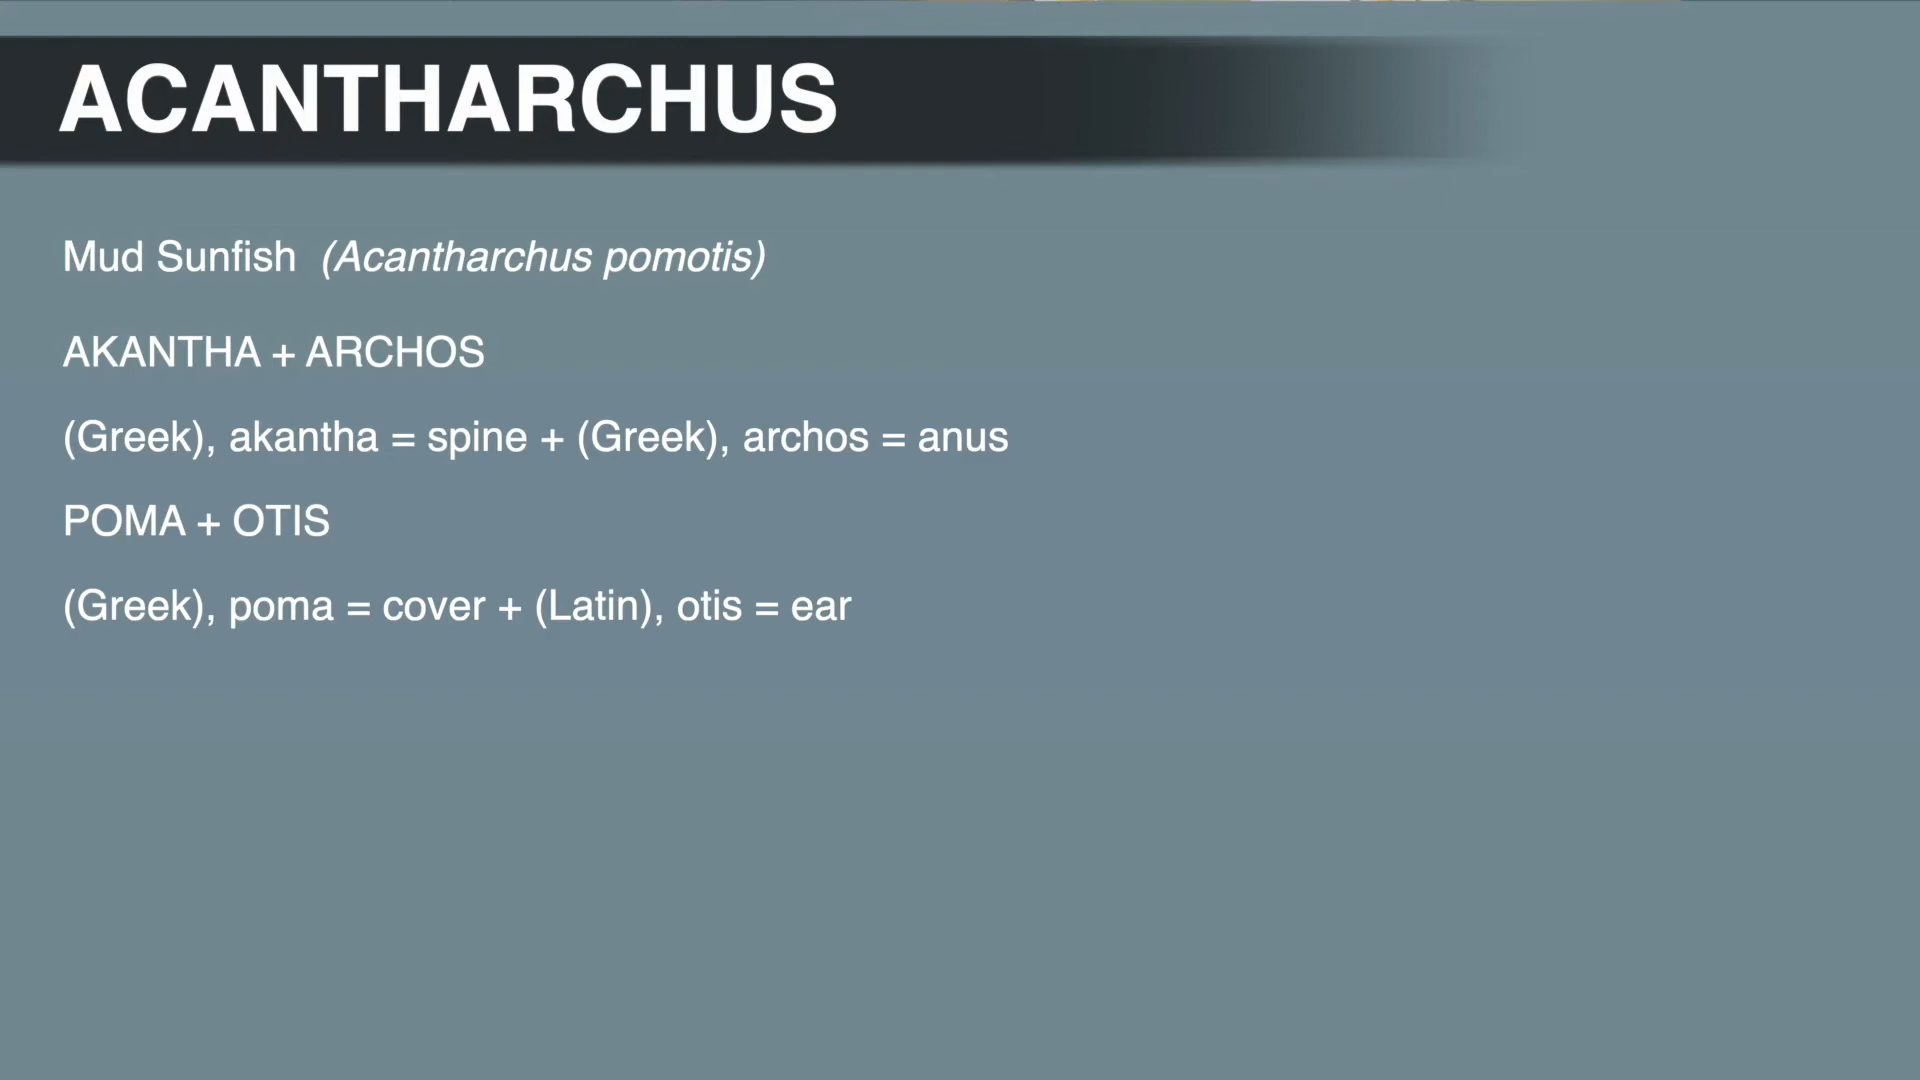 ACANTHARCHUS
Mud Sunfish (Acantharchus pomotis)
AKANTHA + ARCHOS
(Greek), akantha = spine + (Greek), archos = anus
POMA + OTIS
(Greek), poma = cover + (Latin), otis = ear